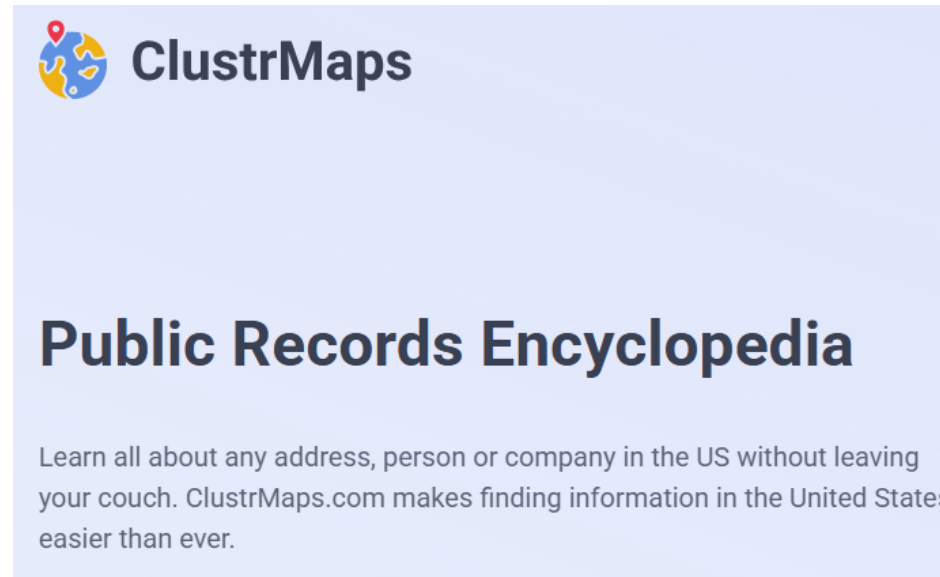 ClustrMaps
Public Records Encyclopedia
Learn all about any address, person or company in the US without leaving
your couch. ClustrMaps.com makes finding information in the United States
easier than ever.